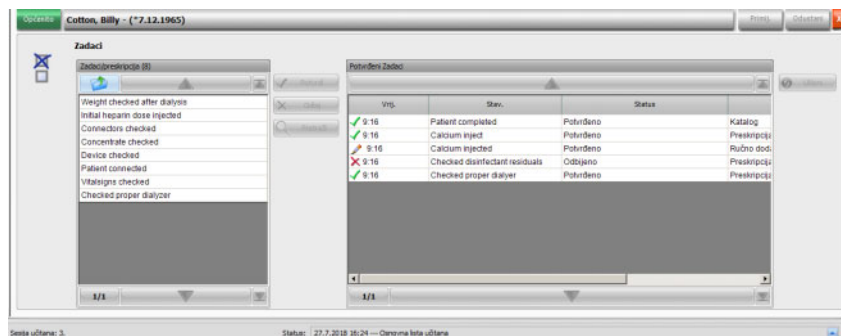 Općenito Cotton, Billy - (*7.12.1965) Primij. Odustani
Zadaci
Zadaci/preskripcija (8)
Weight checked after dialysis
Initial heparin dose injected
Connectors checked
Concentrate checked
Device checked
Patient connected
Vitalsigns checked
Checked proper dialyzer
1/1
Potvrdi
Odbij
Potvrđeni Zadaci
Vrij. Stav. Status
9:16 Patient completed Potvrđeno Katalog
9:16 Calcium inject Potvrđeno Preskripcija
9:16 Calcium injected Potvrđeno Ručno doda
9:16 Checked disinfectant residuals Odbijeno Preskripcija
9:16 Checked proper dialyer Potvrđeno Preskripcija
1/1
Sesija učitana: 3. Status: 27.7.2018 16:24 --- Osnovna lista učitana